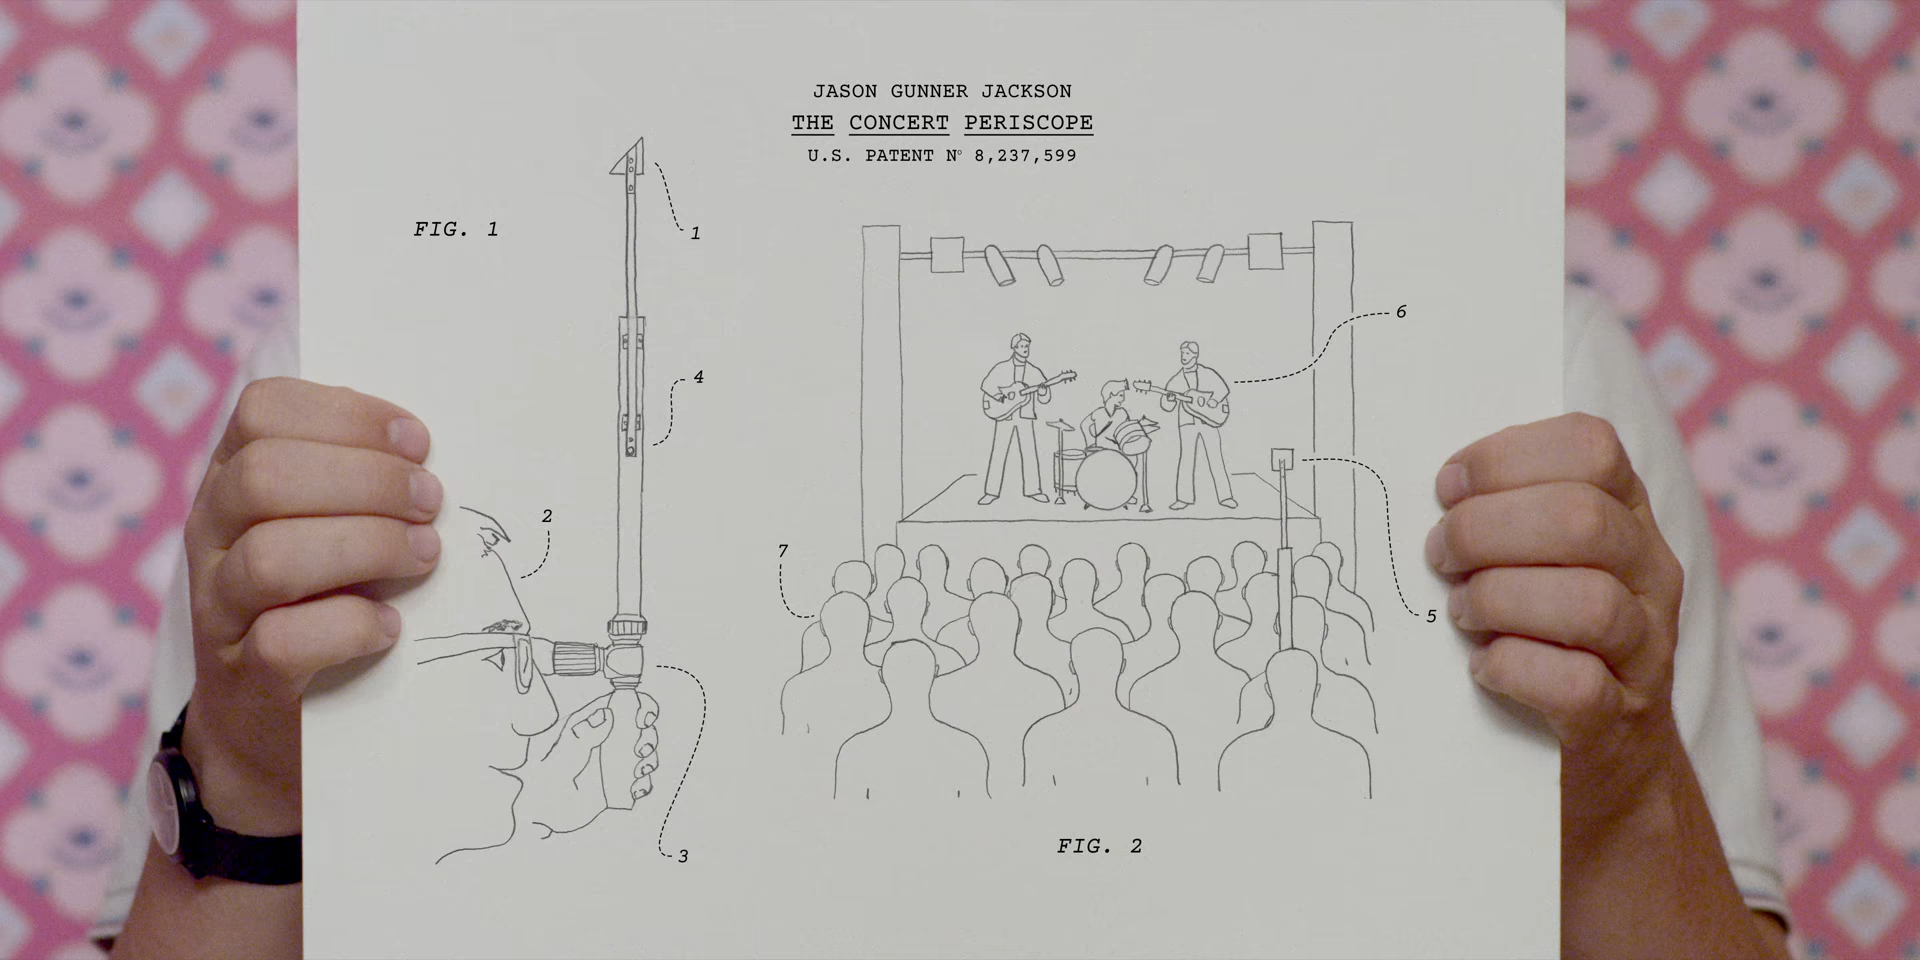 JASON GUNNER JACKSON
THE CONCERT PERISCOPE
U.S. PATENT Nº 8,237,599
FIG. 1
1
4
2
3
6
7
5
FIG. 2